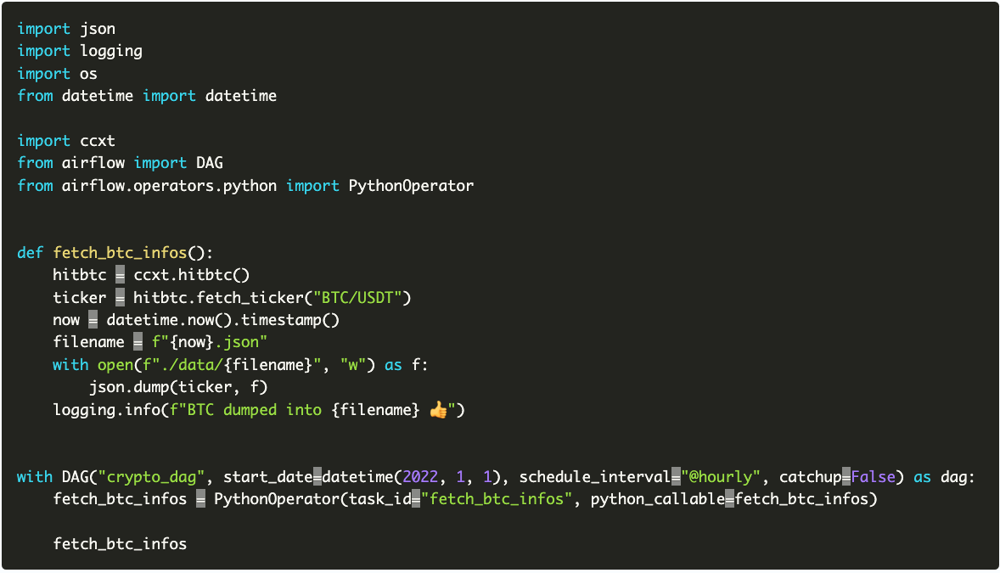 import json
import logging
import os
from datetime import datetime

import ccxt
from airflow import DAG
from airflow.operators.python import PythonOperator


def fetch_btc_infos():
    hitbtc = ccxt.hitbtc()
    ticker = hitbtc.fetch_ticker("BTC/USDT")
    now = datetime.now().timestamp()
    filename = f"{now}.json"
    with open(f"./data/{filename}", "w") as f:
        json.dump(ticker, f)
    logging.info(f"BTC dumped into {filename} 👍")


with DAG("crypto_dag", start_date=datetime(2022, 1, 1), schedule_interval="@hourly", catchup=False) as dag:
    fetch_btc_infos = PythonOperator(task_id="fetch_btc_infos", python_callable=fetch_btc_infos)

    fetch_btc_infos